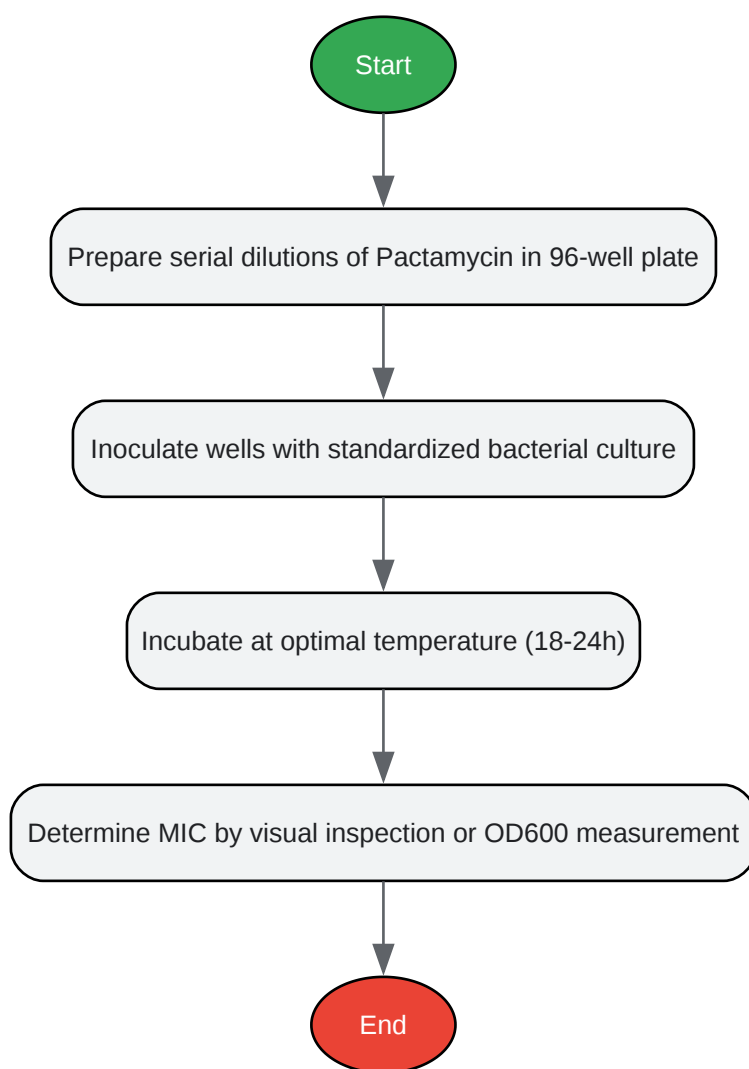 Start
Prepare serial dilutions of Pactamycin in 96-well plate
Inoculate wells with standardized bacterial culture
Incubate at optimal temperature (18-24h)
Determine MIC by visual inspection or OD600 measurement
End